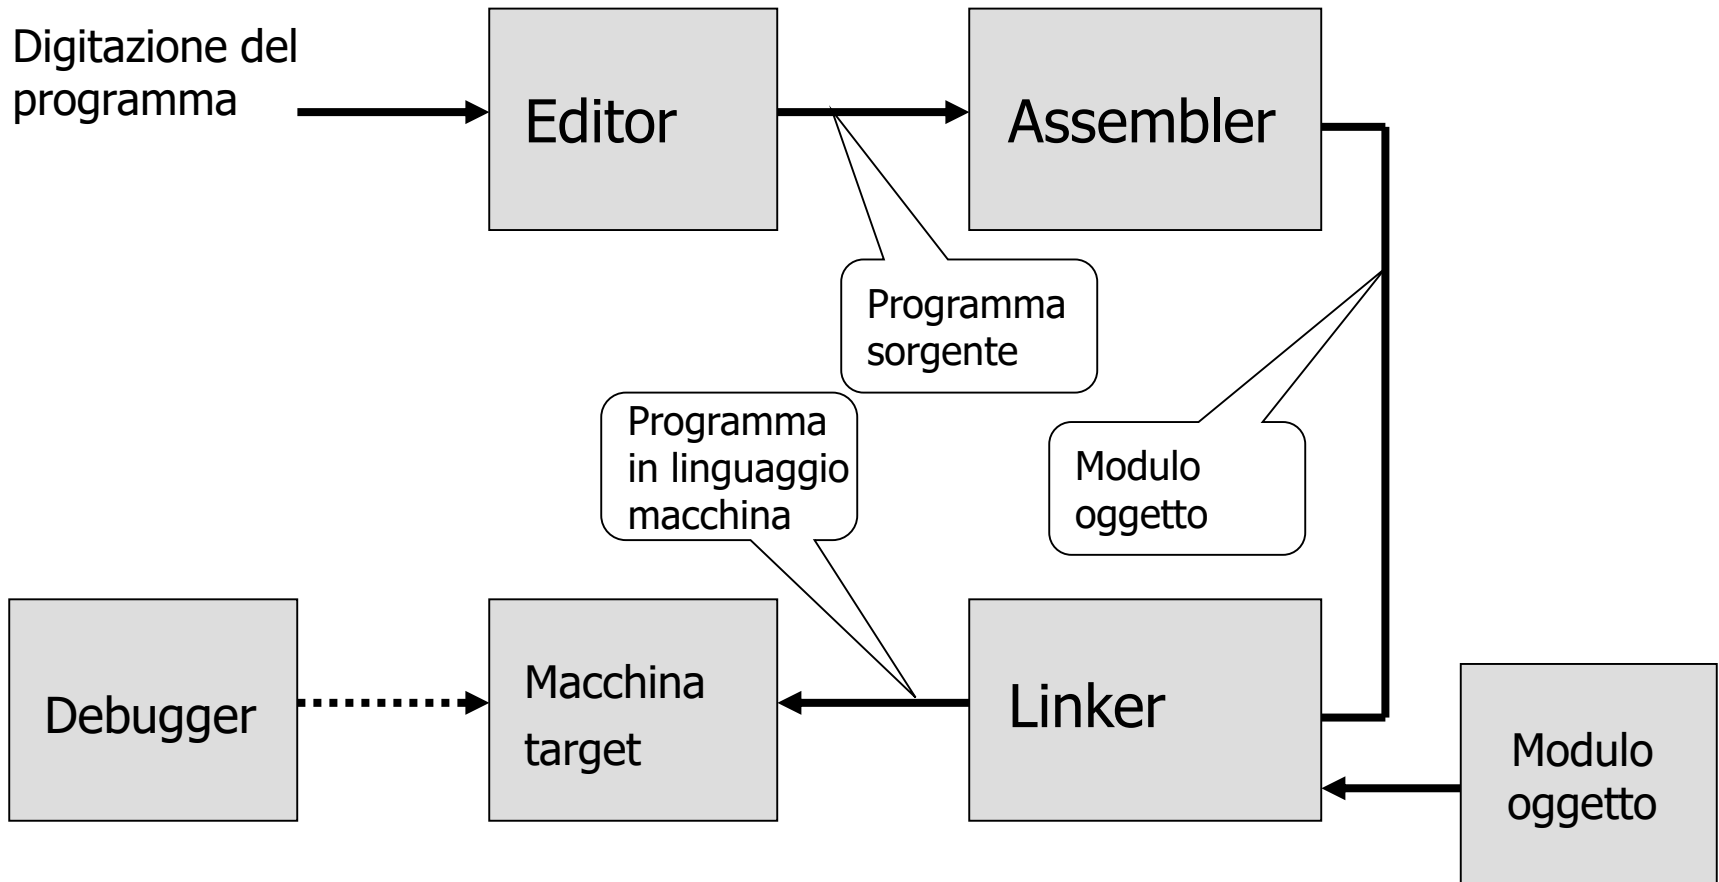 Digitazione del
programma
Editor
Assembler
Programma
sorgente
Programma
in linguaggio
macchina
Modulo
oggetto
Debugger
Macchina
target
Linker
Modulo
oggetto